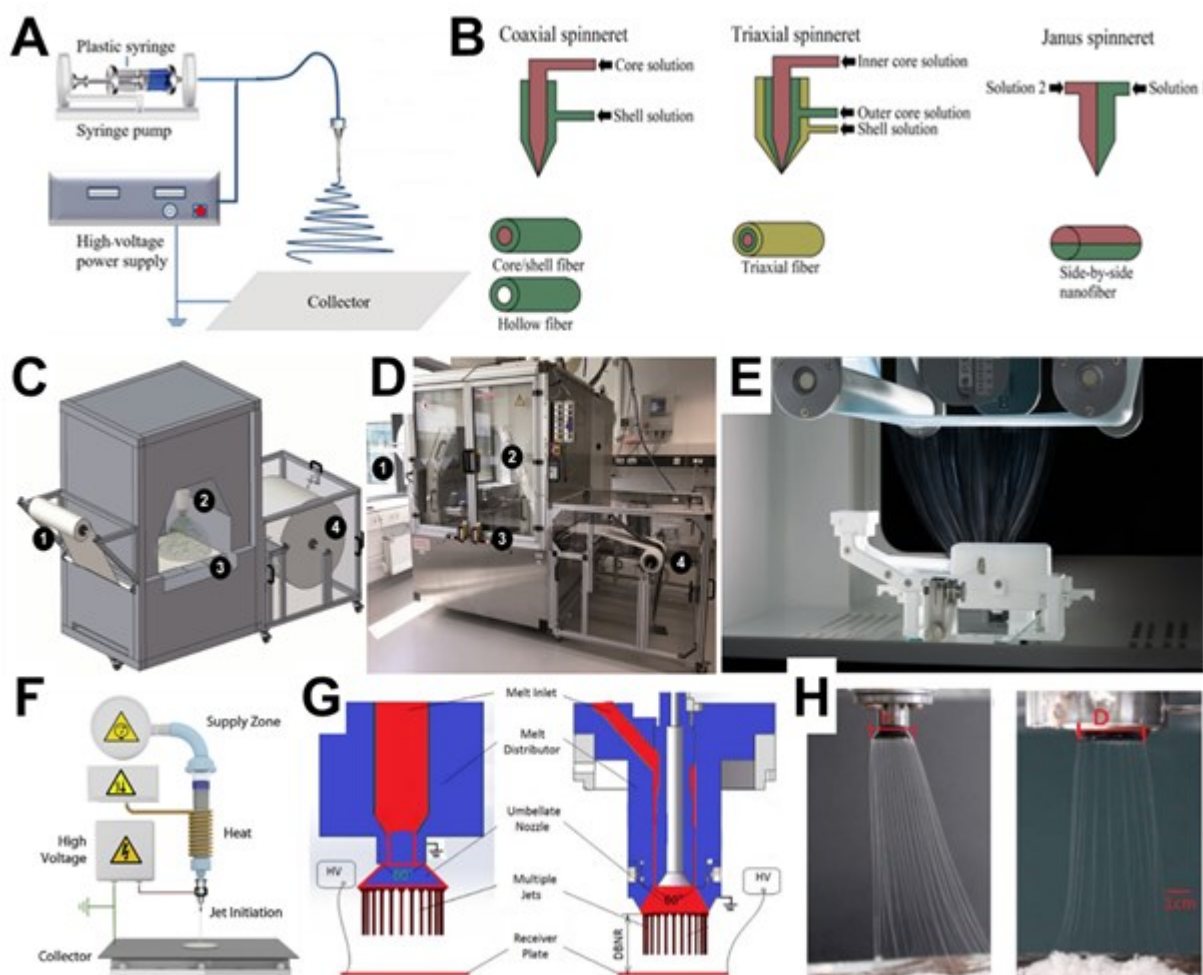 A
Plastic syringe
Syringe pump
High-voltage
power supply
Collector
B
Coaxial spinneret
Core solution
Shell solution
Core/shell fiber
Hollow fiber
Triaxial spinneret
Inner core solution
Outer core solution
Shell solution
Triaxial fiber
Janus spinneret
Solution 2
Solution
Side-by-side
nanofiber
C
1
2
3
4
D
1
2
3
4
E
F
Supply Zone
Heat
High
Voltage
Jet Initiation
Collector
G
Melt Inlet
Melt
Distributor
Umbellate
Nozzle
Multiple
Jets
Receiver
Plate
HV
60°
HV
DBNR
H
D
1cm